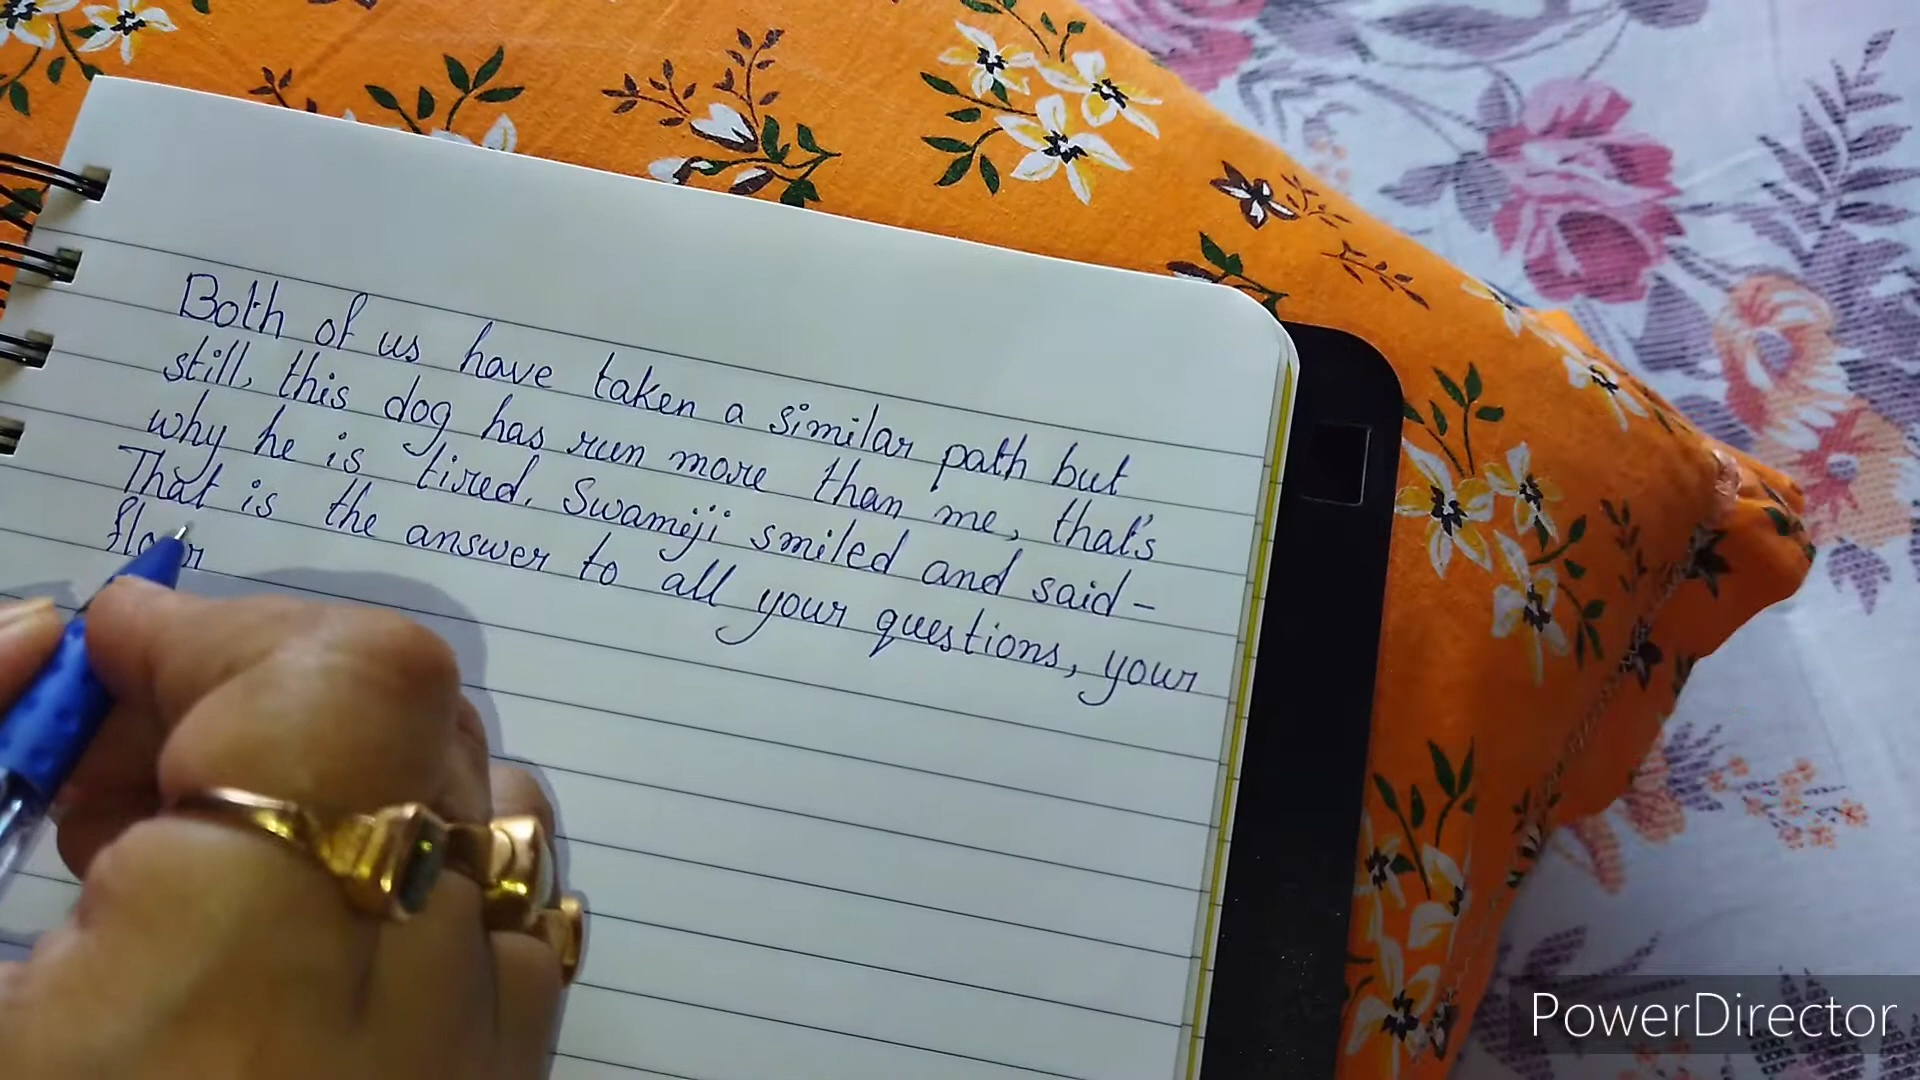 Both of us have taken a similar path but
still, this dog has run more than me, that's
why he is tired. Swameji smiled and said -
That is the answer to all your questions, your
PowerDirector